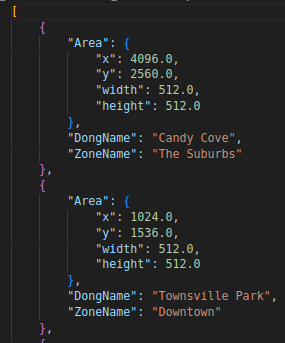 [
    {
        "Area": {
            "x": 4096.0,
            "y": 2560.0,
            "width": 512.0,
            "height": 512.0
        },
        "DongName": "Candy Cove",
        "ZoneName": "The Suburbs"
    },
    {
        "Area": {
            "x": 1024.0,
            "y": 1536.0,
            "width": 512.0,
            "height": 512.0
        },
        "DongName": "Townsville Park",
        "ZoneName": "Downtown"
    },